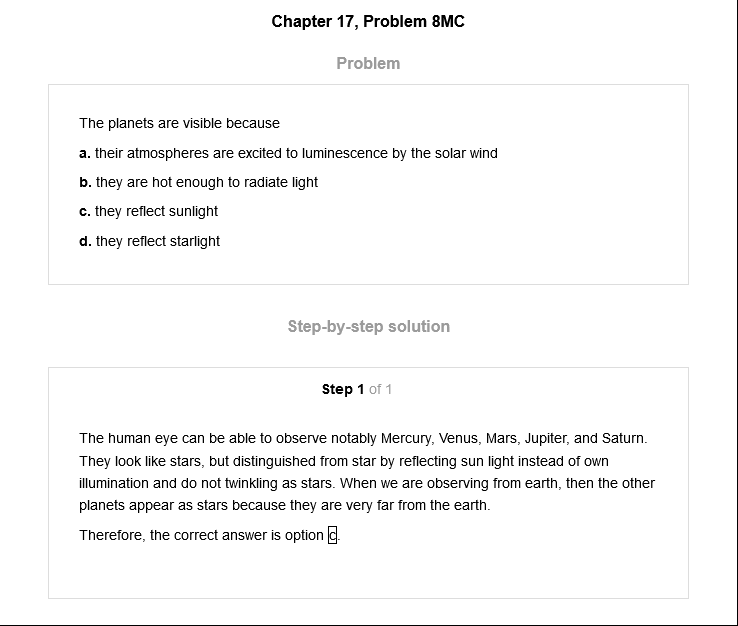 Chapter 17, Problem 8MC
Problem
The planets are visible because
a. their atmospheres are excited to luminescence by the solar wind
b. they are hot enough to radiate light
c. they reflect sunlight
d. they reflect starlight
Step-by-step solution
Step 1 of 1
The human eye can be able to observe notably Mercury, Venus, Mars, Jupiter, and Saturn.
They look like stars, but distinguished from star by reflecting sun light instead of own
illumination and do not twinkling as stars. When we are observing from earth, then the other
planets appear as stars because they are very far from the earth.
Therefore, the correct answer is option c.